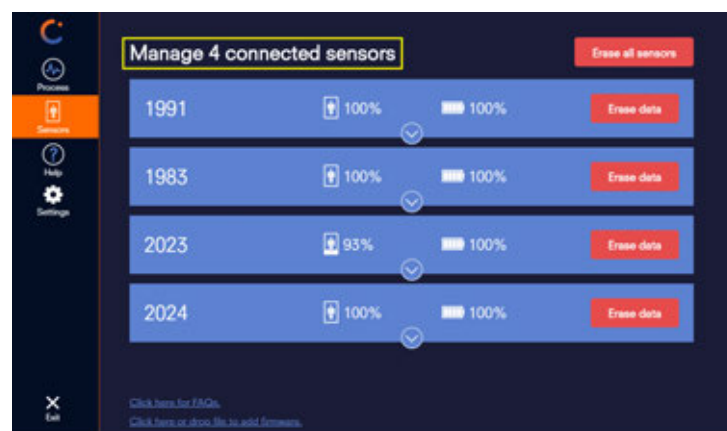 Manage 4 connected sensors
Erase all sensors
Process
Sensors
Help
Settings
Exit
1991 100% 100% Erase data
1983 100% 100% Erase data
2023 93% 100% Erase data
2024 100% 100% Erase data
Click here for FAQs.
Click here or drop file to add firmware.